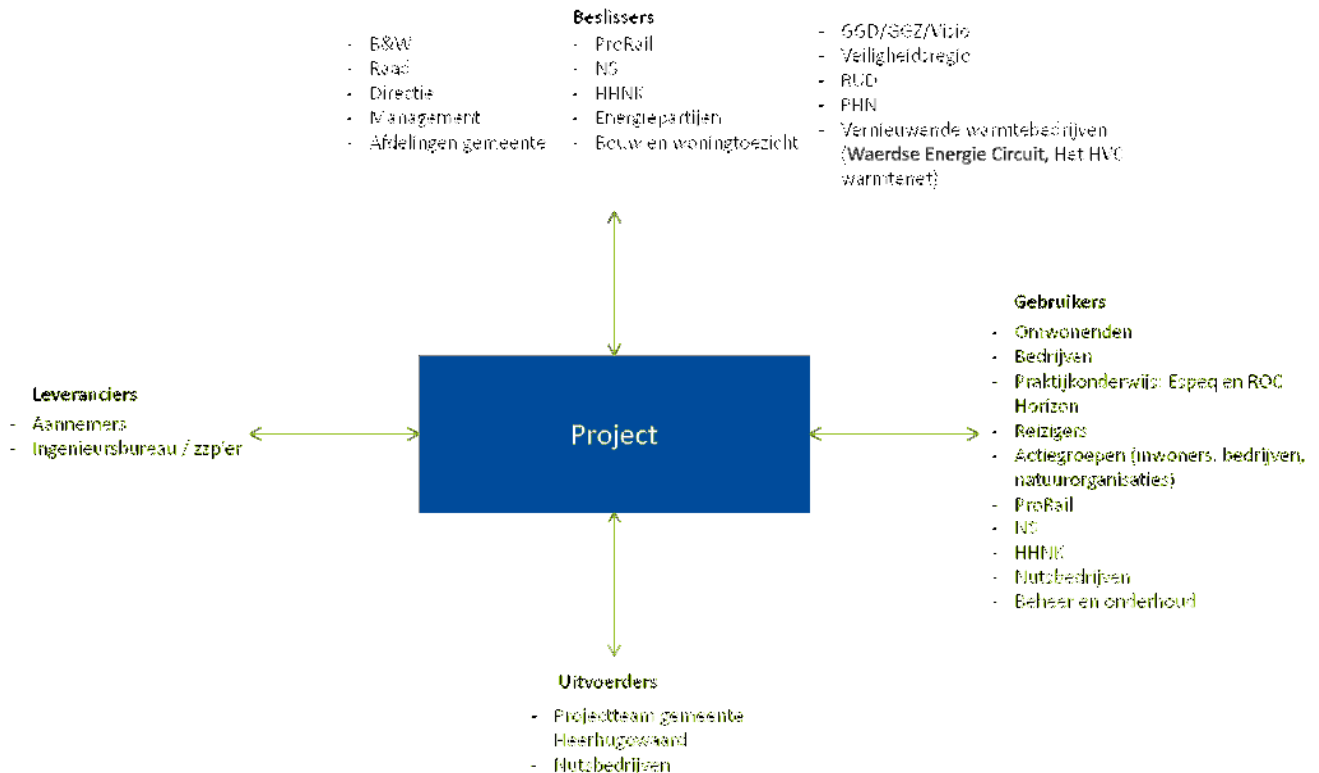 Beslissers
- B&W
- Raad
- Directie
- Management
- Afdelingen gemeente
- ProRail
- NS
- HHNK
- Energiepartijen
- Bouw en woningtoezicht
- GGD/GGZ/Visio
- Veiligheidsregio
- RUD
- PHN
- Vernieuwende warmtebedrijven
(Waerdse Energie Circuit, Het HVC
warmtenet)
Gebruikers
- Omwonenden
- Bedrijven
- Praktijkonderwijs: Espeq en ROC
Horizon
- Reizigers
- Actiegroepen (inwoners, bedrijven,
natuurorganisaties)
- ProRail
- NS
- HHNK
- Nutsbedrijven
- Beheer en onderhoud
Leveranciers
- Aannemers
- Ingenieursbureau / zzp'er
Project
Uitvoerders
- Projectteam gemeente
Heerhugowaard
- Nutsbedrijven